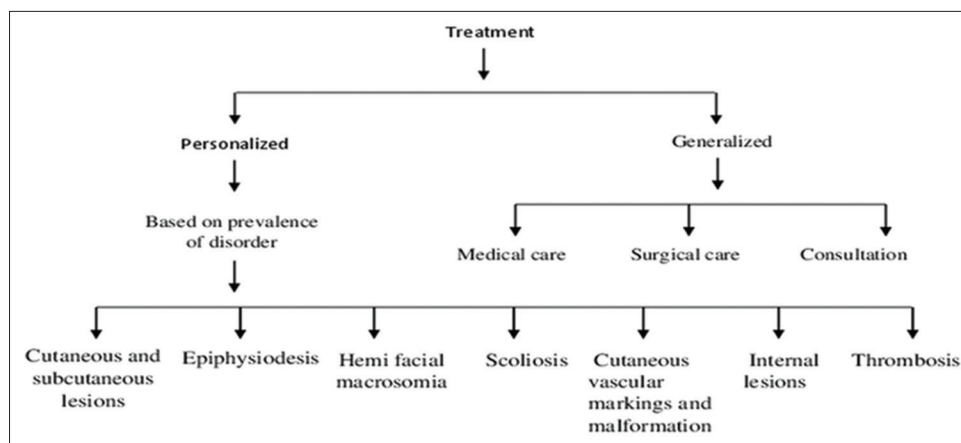 Treatment
Personalized
Generalized
Based on prevalence
of disorder
Medical care
Surgical care
Consultation
Cutaneous and
subcutaneous
lesions
Epiphysiodesis
Hemi facial
macrosomia
Scoliosis
Cutaneous
vascular
markings and
malformation
Internal
lesions
Thrombosis